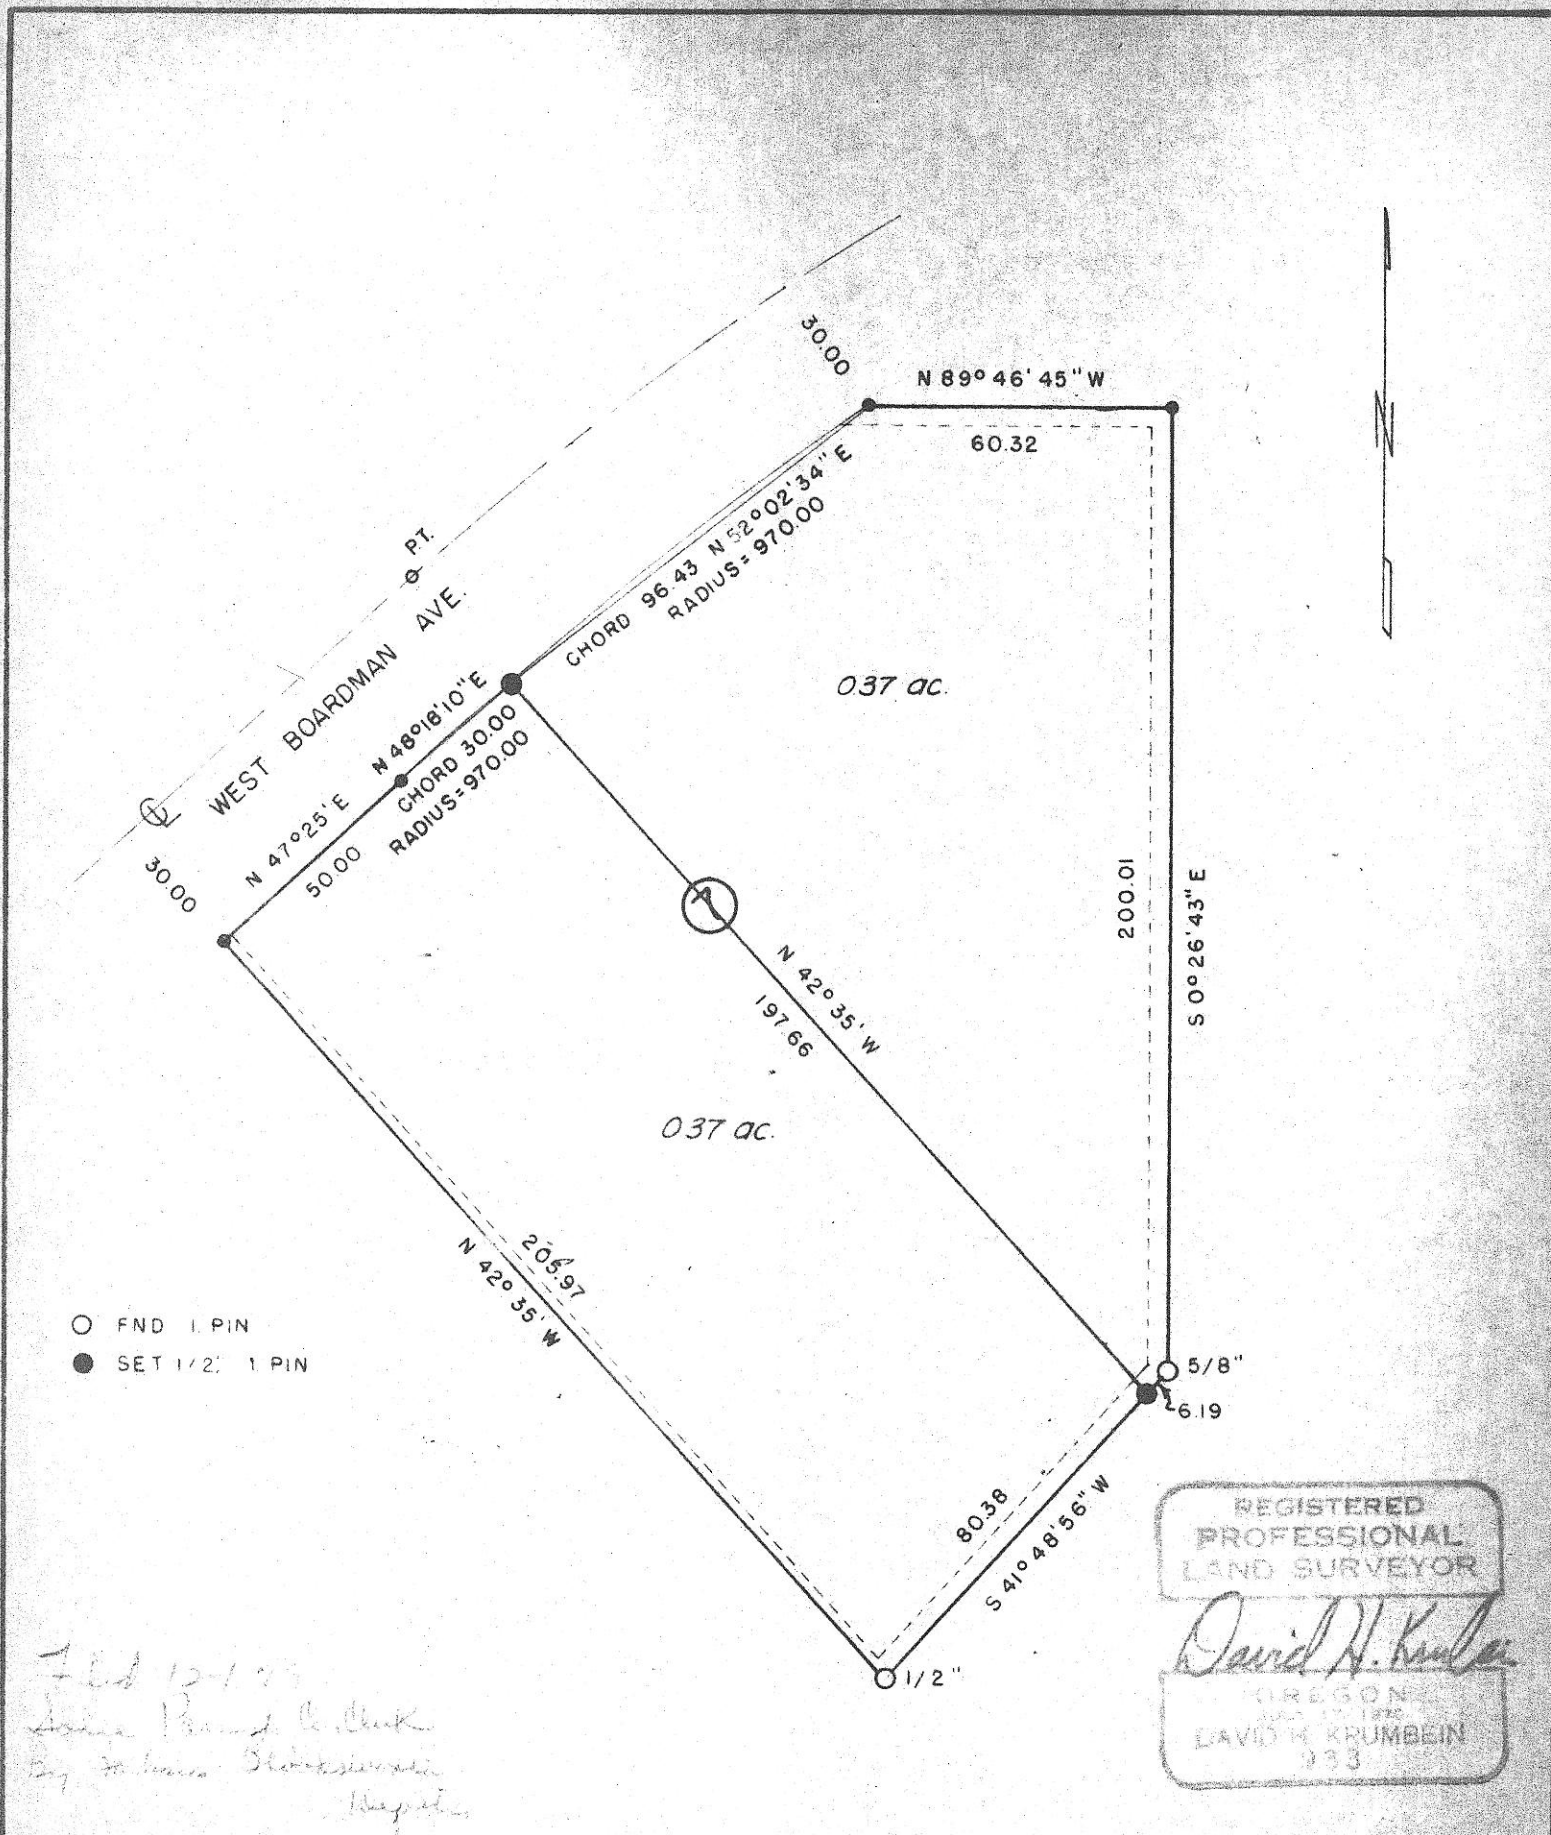 30.00
N 89° 46' 45" W
60.32
CHORD 96.43 N 52° 02' 34" E
RADIUS = 970.00
P.T.
WEST BOARDMAN AVE.
037 ac.
N 48° 18' 10" E
CHORD 30.00
RADIUS = 970.00
N 47° 25' E
50.00
30.00
1
200.01
S 0° 26' 43" E
N 42° 35' W
197.66
037 ac.
205.97
N 42° 35' W
○ FND I. PIN
● SET 1/2" I. PIN
5/8"
6.19
80.38
S 41° 48' 56" W
1/2"
N
REGISTERED
PROFESSIONAL
LAND SURVEYOR
David H.
OREGON
DAVID H. KRUMBEIN
933
By